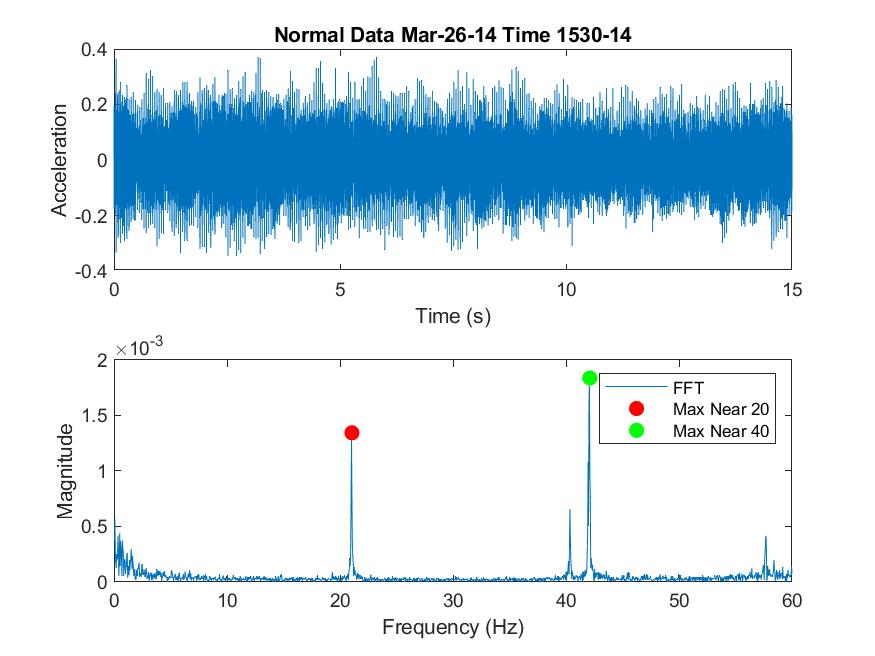 Normal Data Mar-26-14 Time 1530-14
0.4
0.2
0
-0.2
-0.4
Acceleration
0 5 10 15
Time (s)
×10-3
2
1.5
1
0.5
0
Magnitude
FFT
Max Near 20
Max Near 40
0 10 20 30 40 50 60
Frequency (Hz)